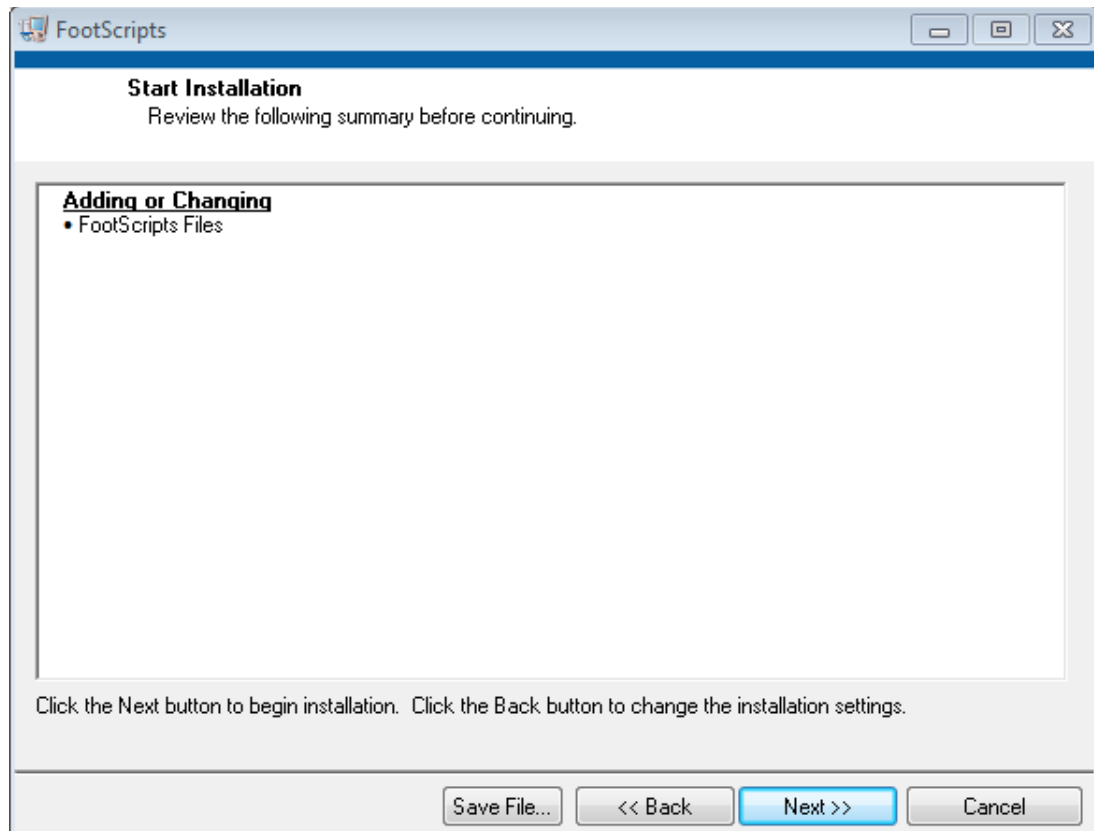 FootScripts
Start Installation
Review the following summary before continuing.
Adding or Changing
• FootScripts Files
Click the Next button to begin installation.  Click the Back button to change the installation settings.
Save File...
<< Back
Next >>
Cancel